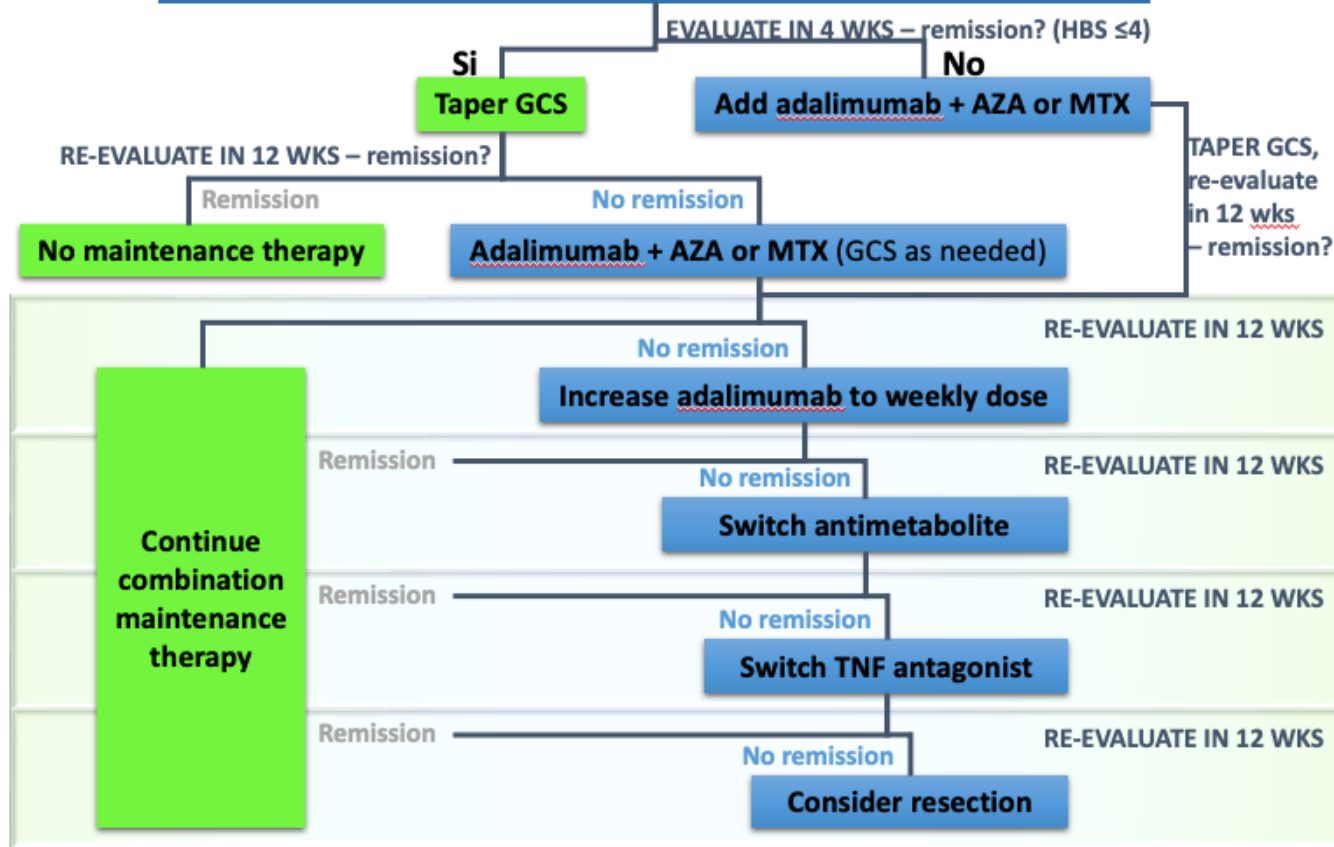 EVALUATE IN 4 WKS – remission? (HBS ≤4)
Si
No
Taper GCS
Add adalimumab + AZA or MTX
RE-EVALUATE IN 12 WKS – remission?
TAPER GCS,
re-evaluate
in 12 wks
– remission?
Remission
No remission
No maintenance therapy
Adalimumab + AZA or MTX (GCS as needed)
RE-EVALUATE IN 12 WKS
No remission
Increase adalimumab to weekly dose
Remission
No remission
RE-EVALUATE IN 12 WKS
Switch antimetabolite
Continue
combination
maintenance
therapy
Remission
No remission
RE-EVALUATE IN 12 WKS
Switch TNF antagonist
Remission
No remission
RE-EVALUATE IN 12 WKS
Consider resection